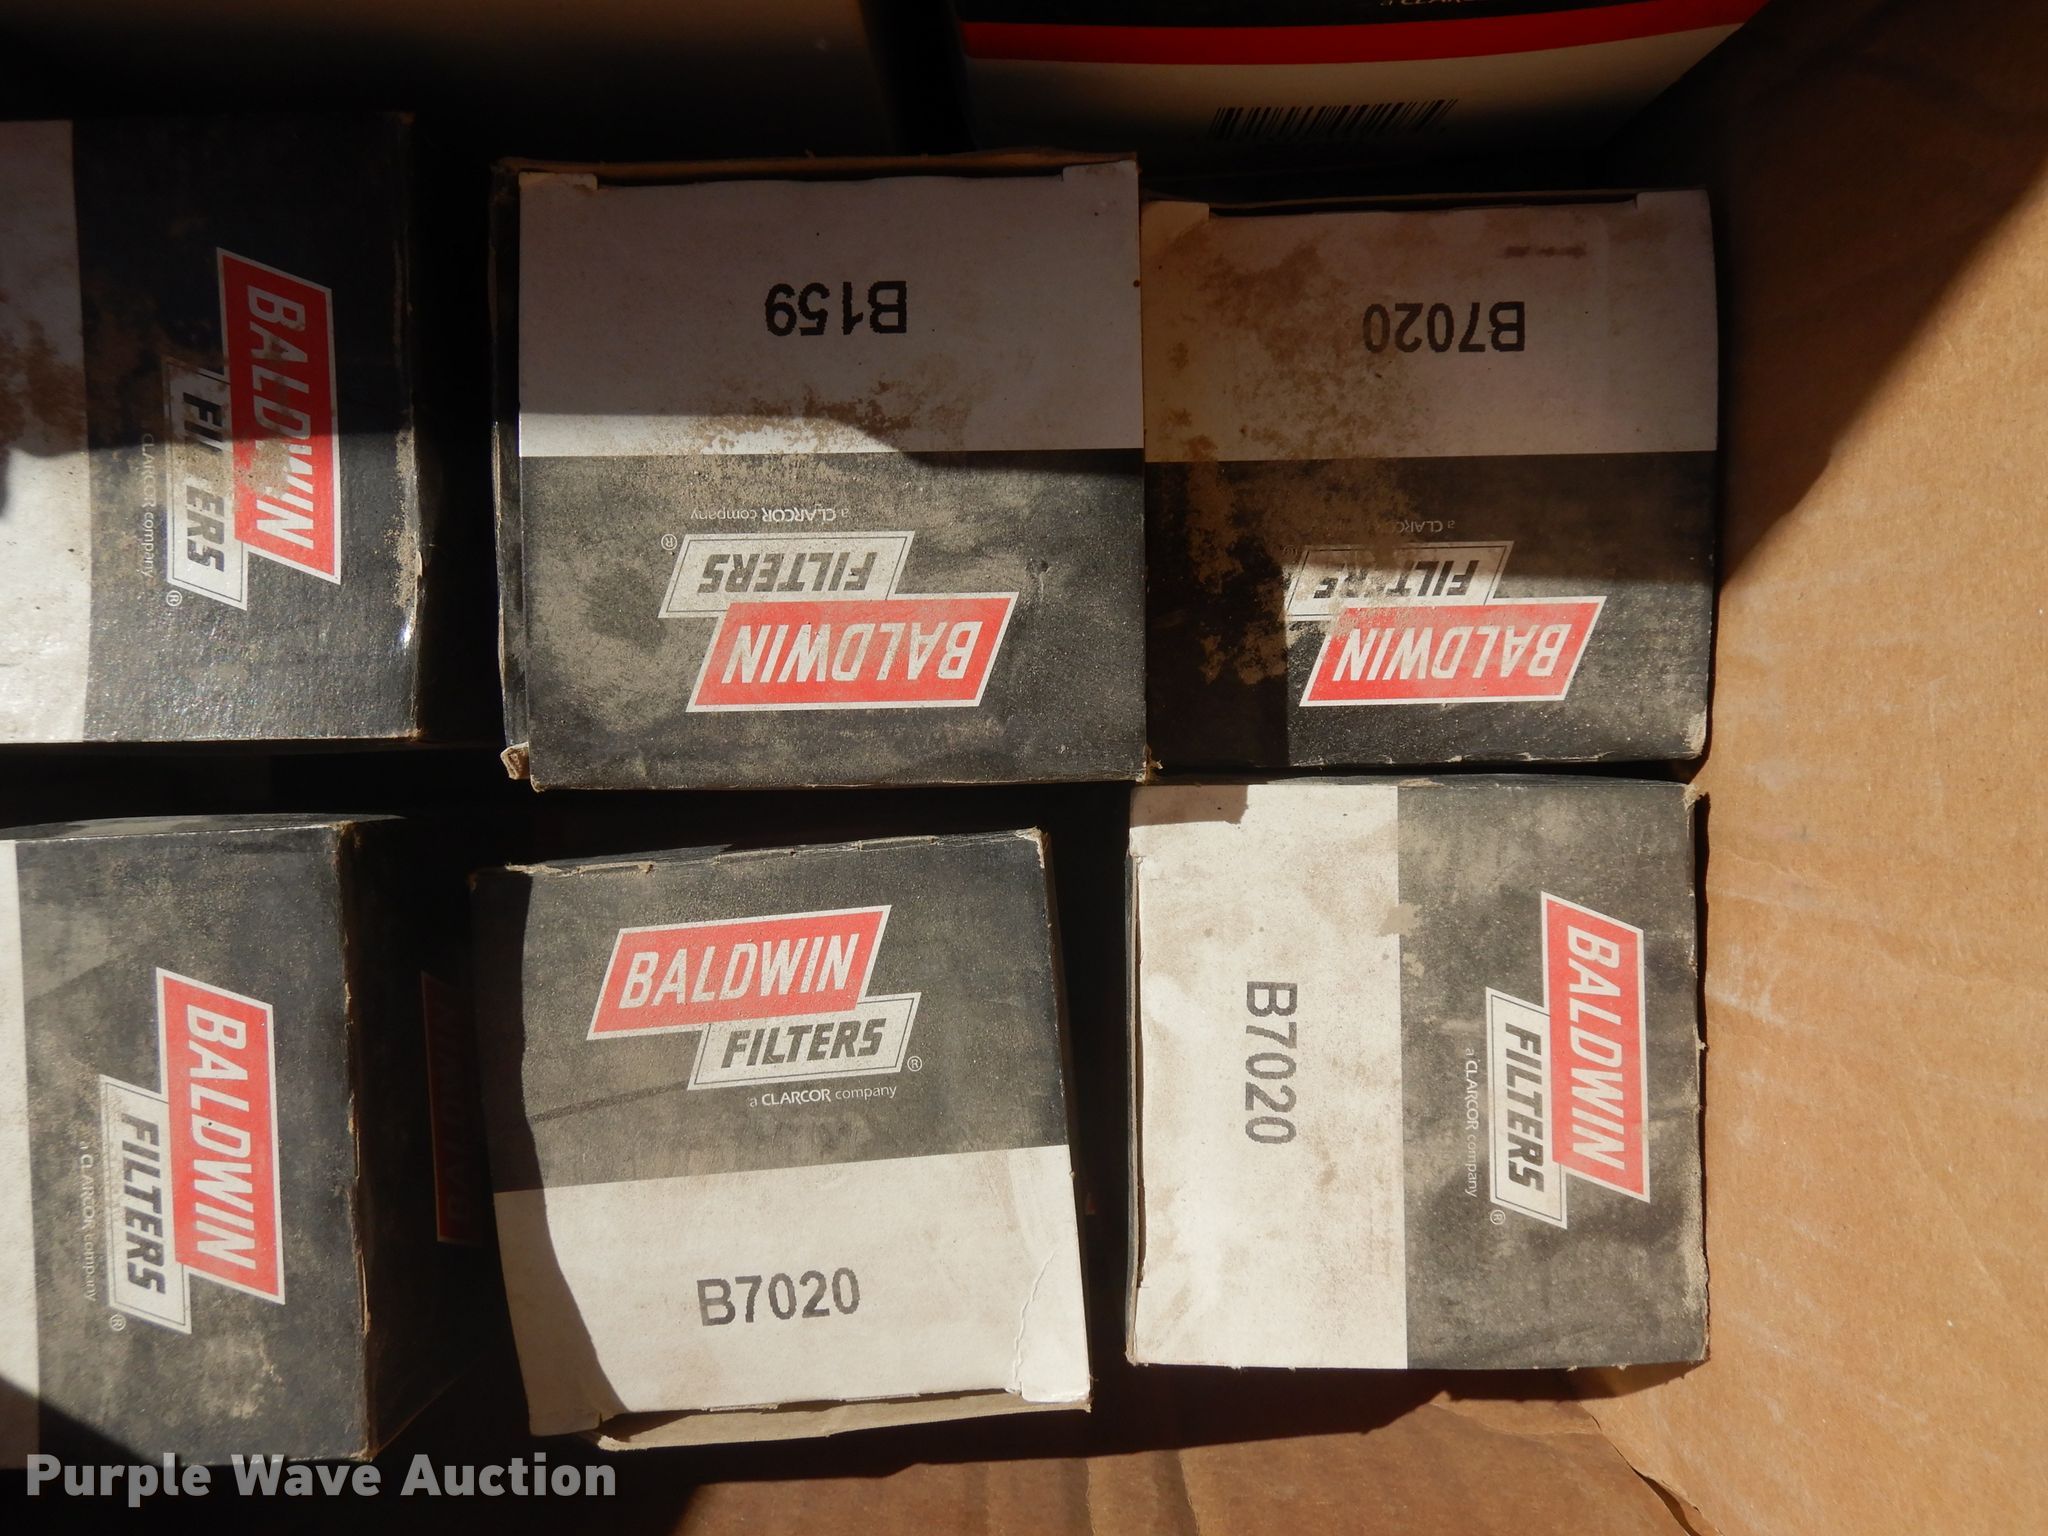 BALDWIN
FILTERS®
CLARCOR company
B159
a CLARCOR company
FILTERS®
BALDWIN
B7020
a CLARCOR
FILTERS
BALDWIN
BALDWIN
FILTERS®
a CLARCOR company
BALDWIN
FILTERS®
a CLARCOR company
B7020
BALDWIN
FILTERS®
a CLARCOR company
B7020
Purple Wave Auction